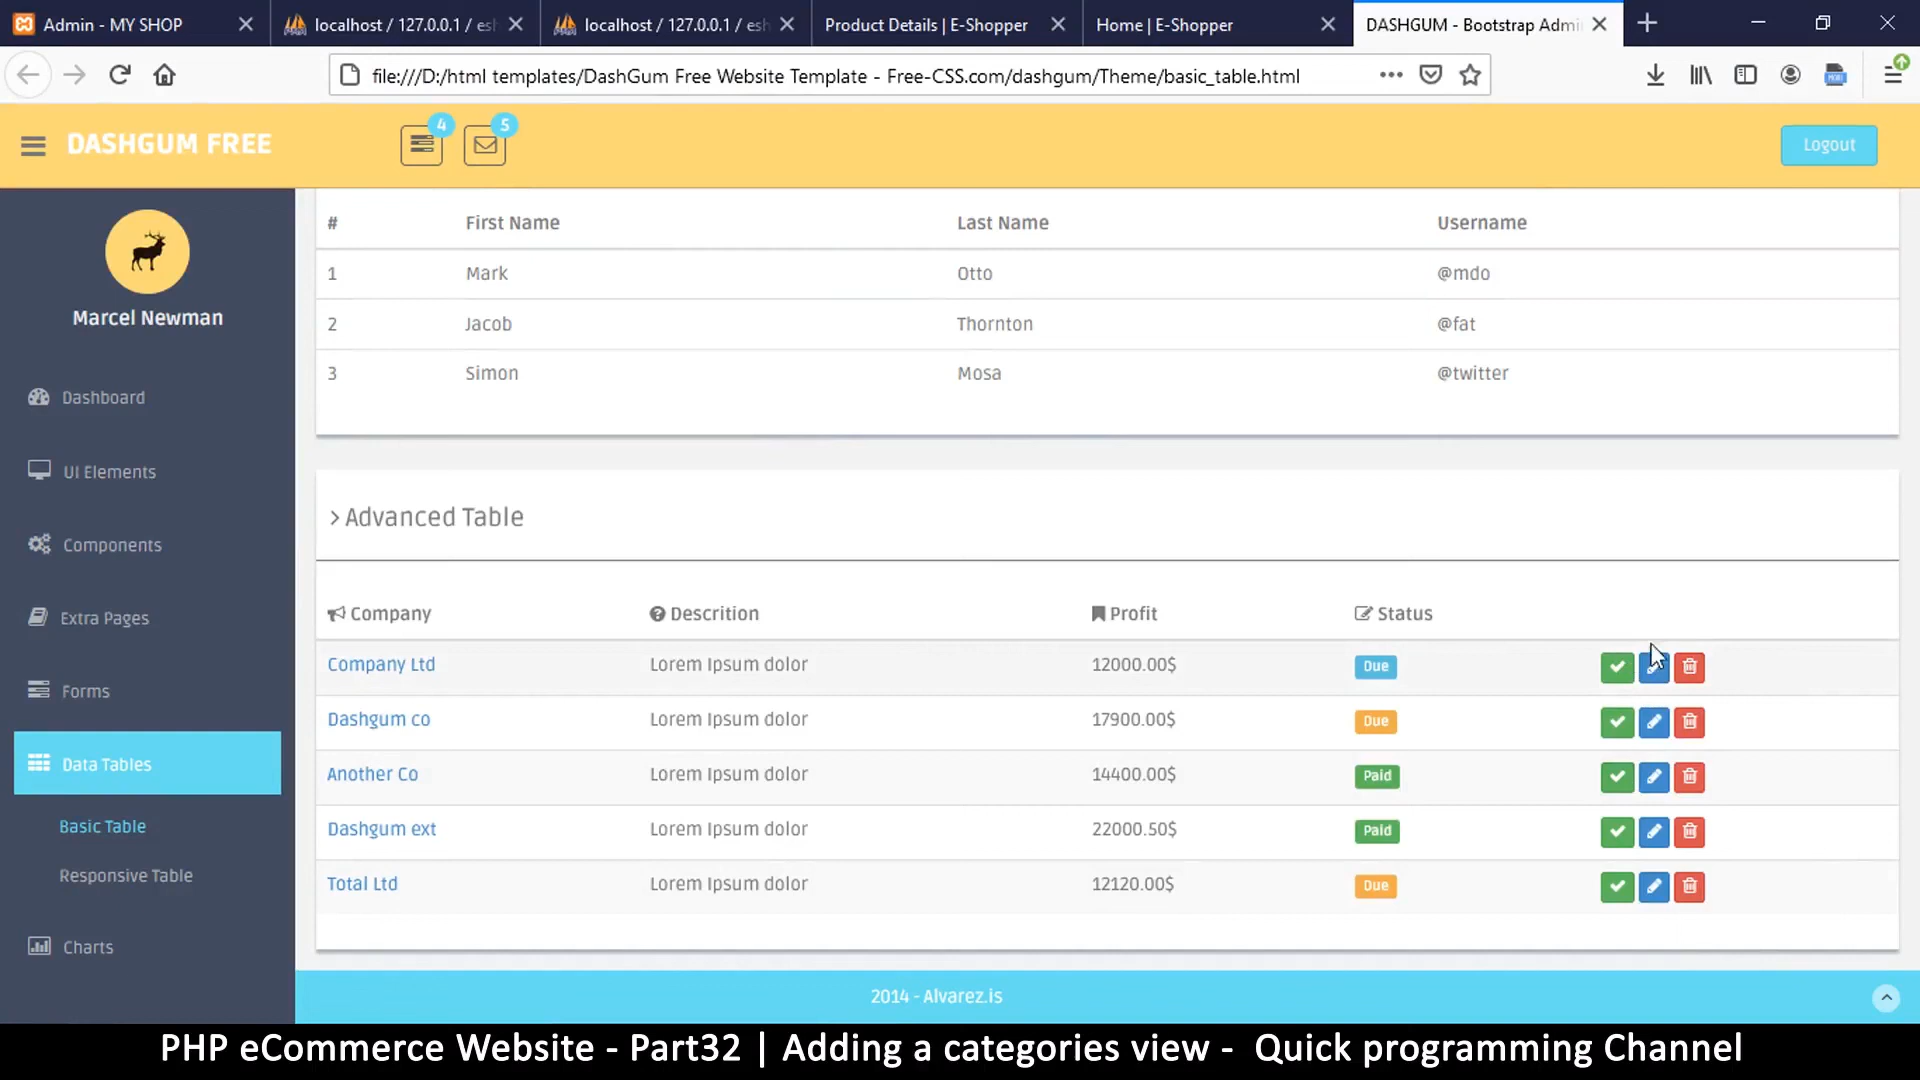 Admin - MY SHOP
localhost / 127.0.0.1 / esh
localhost / 127.0.0.1 / esh
Product Details | E-Shopper
Home | E-Shopper
DASHGUM - Bootstrap Admi
file:///D:/html templates/DashGum Free Website Template - Free-CSS.com/dashgum/Theme/basic_table.html
DASHGUM FREE
4
5
Logout
Marcel Newman
Dashboard
UI Elements
Components
Extra Pages
Forms
Data Tables
Basic Table
Responsive Table
Charts
# First Name Last Name Username
1 Mark Otto @mdo
2 Jacob Thornton @fat
3 Simon Mosa @twitter
Advanced Table
Company Descrition Profit Status
Company Ltd Lorem Ipsum dolor 12000.00$ Due
Dashgum co Lorem Ipsum dolor 17900.00$ Due
Another Co Lorem Ipsum dolor 14400.00$ Paid
Dashgum ext Lorem Ipsum dolor 22000.50$ Paid
Total Ltd Lorem Ipsum dolor 12120.00$ Due
2014 - Alvarez.is
PHP eCommerce Website - Part32 | Adding a categories view - Quick programming Channel